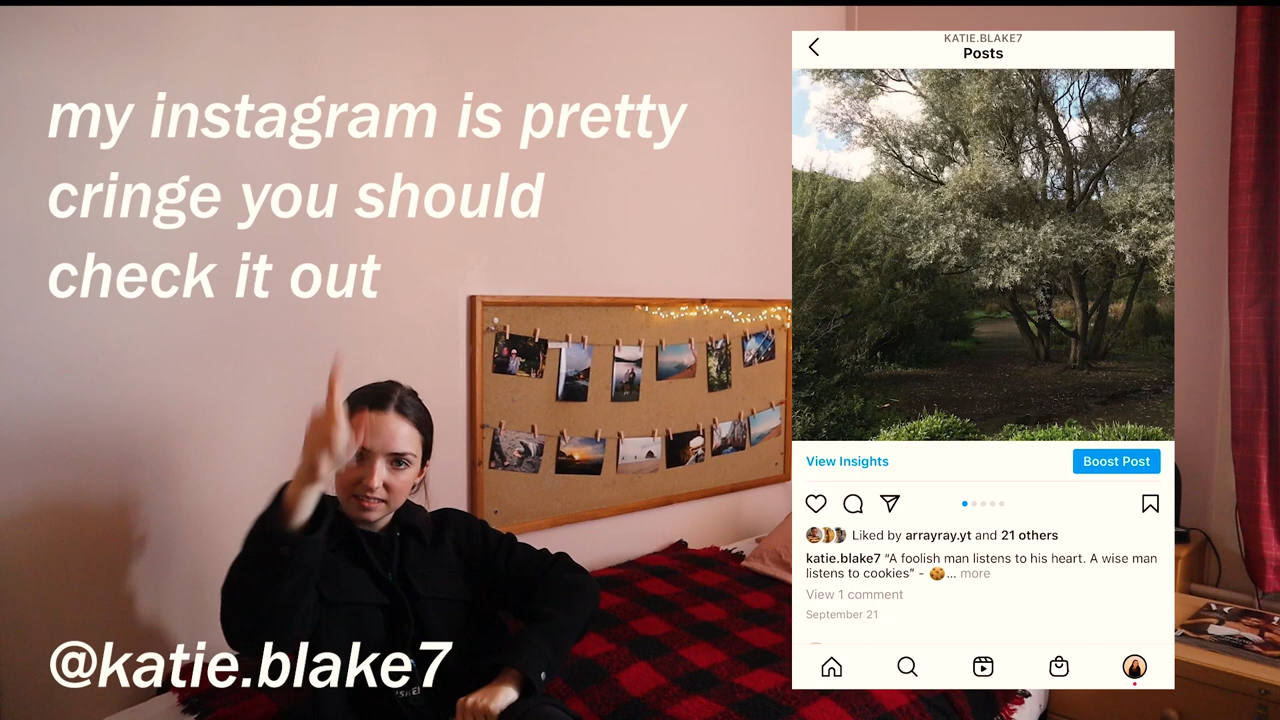 my instagram is pretty
cringe you should
check it out
@katie.blake7
KATIE.BLAKE7
Posts
View Insights
Boost Post
Liked by arrayray.yt and 21 others
katie.blake7 "A foolish man listens to his heart. A wise man
listens to cookies" - 🍪... more
View 1 comment
September 21